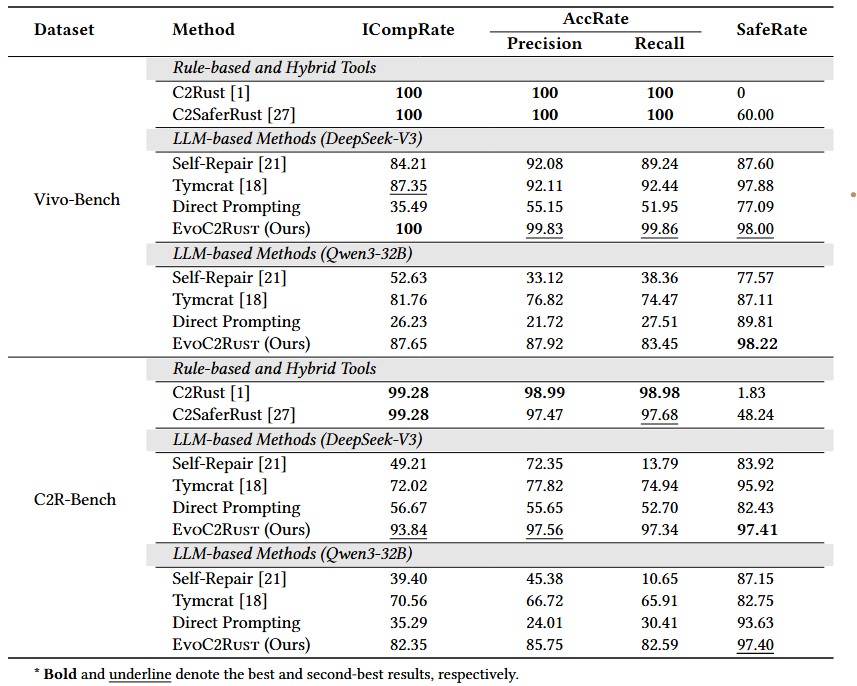 Dataset Method ICompRate AccRate SafeRate
Precision Recall
Rule-based and Hybrid Tools
C2Rust [1] 100 100 100 0
C2SaferRust [27] 100 100 100 60.00
LLM-based Methods (DeepSeek-V3)
Self-Repair [21] 84.21 92.08 89.24 87.60
Tymcrat [18] 87.35 92.11 92.44 97.88
Vivo-Bench
Direct Prompting 35.49 55.15 51.95 77.09
EvoC2Rust (Ours) 100 99.83 99.86 98.00
LLM-based Methods (Qwen3-32B)
Self-Repair [21] 52.63 33.12 38.36 77.57
Tymcrat [18] 81.76 76.82 74.47 87.11
Direct Prompting 26.23 21.72 27.51 89.81
EvoC2Rust (Ours) 87.65 87.92 83.45 98.22
Rule-based and Hybrid Tools
C2Rust [1] 99.28 98.99 98.98 1.83
C2SaferRust [27] 99.28 97.47 97.68 48.24
LLM-based Methods (DeepSeek-V3)
Self-Repair [21] 49.21 72.35 13.79 83.92
Tymcrat [18] 72.02 77.82 74.94 95.92
C2R-Bench
Direct Prompting 56.67 55.65 52.70 82.43
EvoC2Rust (Ours) 93.84 97.56 97.34 97.41
LLM-based Methods (Qwen3-32B)
Self-Repair [21] 39.40 45.38 10.65 87.15
Tymcrat [18] 70.56 66.72 65.91 82.75
Direct Prompting 35.29 24.01 30.41 93.63
EvoC2Rust (Ours) 82.35 85.75 82.59 97.40
* Bold and underline denote the best and second-best results, respectively.